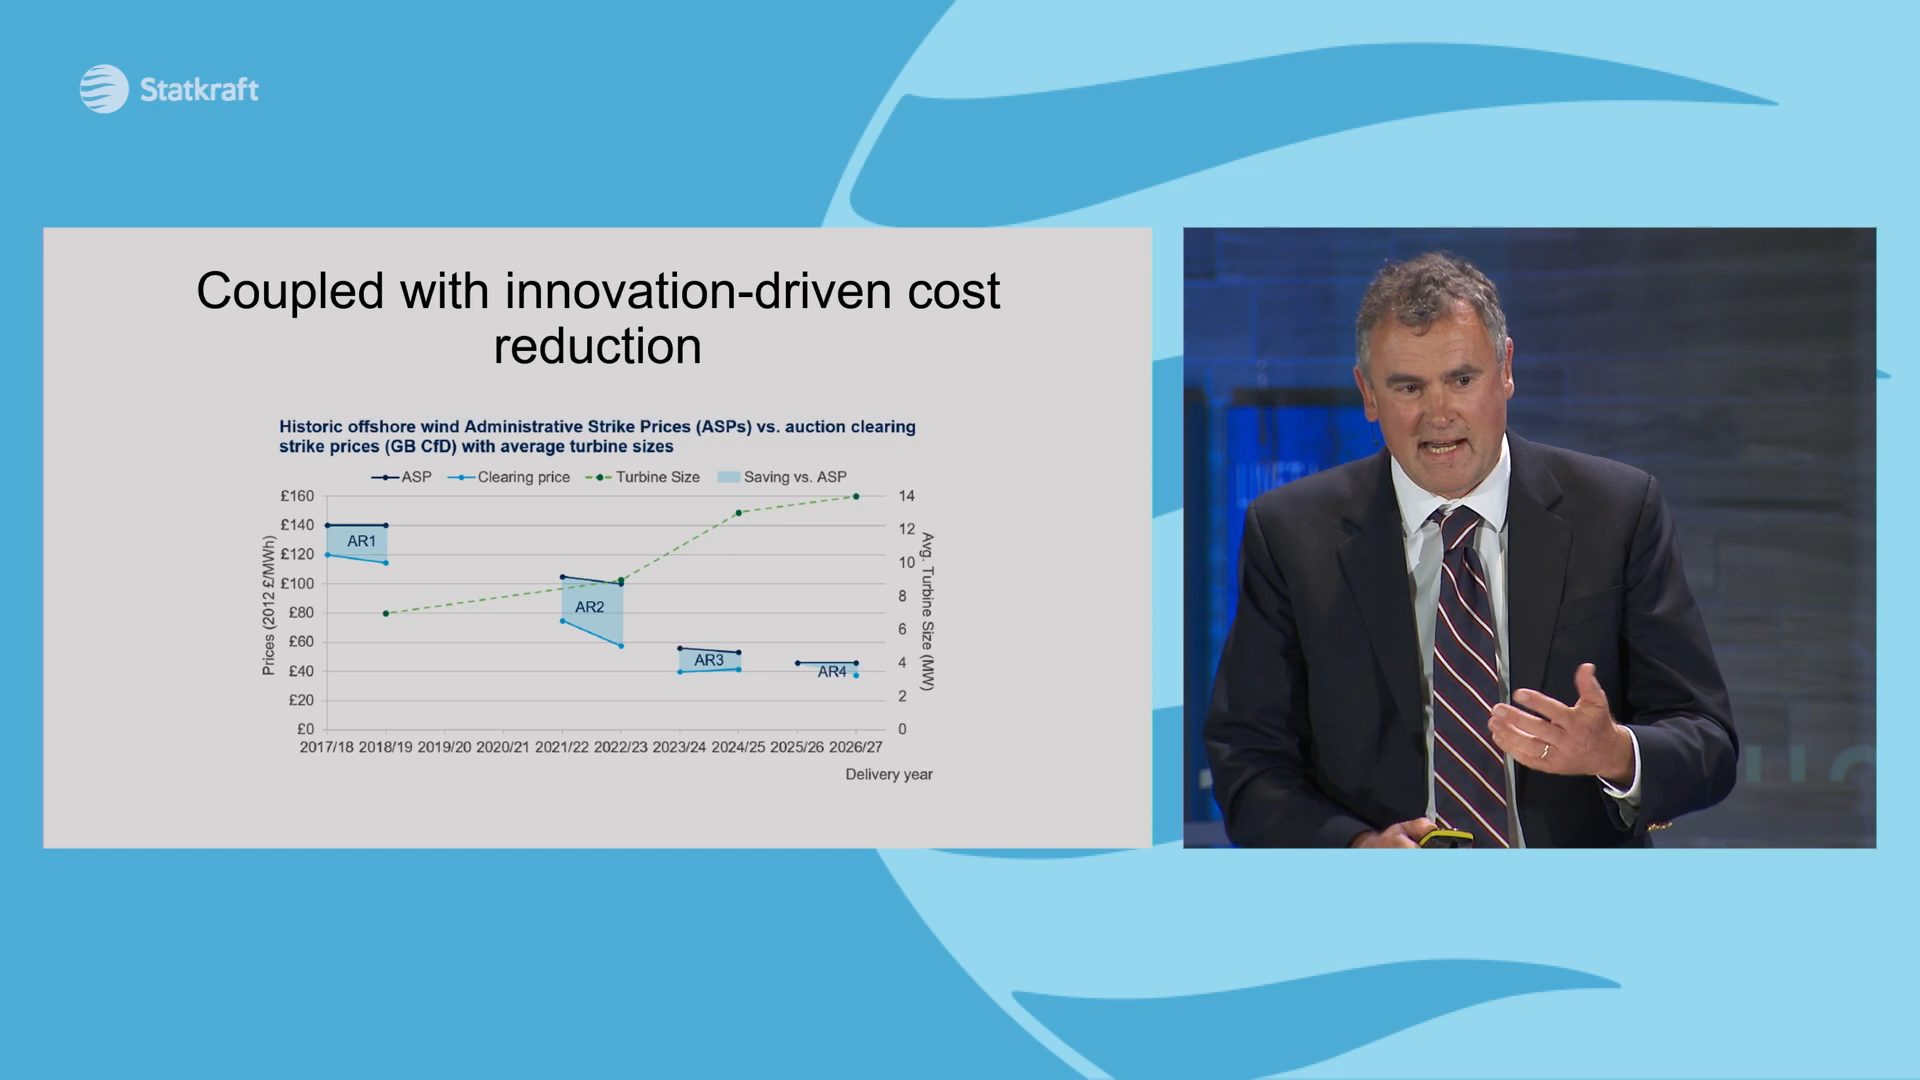 Statkraft
Coupled with innovation-driven cost
reduction
Historic offshore wind Administrative Strike Prices (ASPs) vs. auction clearing
strike prices (GB CfD) with average turbine sizes
ASP Clearing price Turbine Size Saving vs. ASP
Prices (2012 £/MWh)
£160
£140
£120
£100
£80
£60
£40
£20
£0
AR1
AR2
AR3
AR4
14
12
10
8
6
4
2
0
Avg. Turbine Size (MW)
2017/18 2018/19 2019/20 2020/21 2021/22 2022/23 2023/24 2024/25 2025/26 2026/27
Delivery year